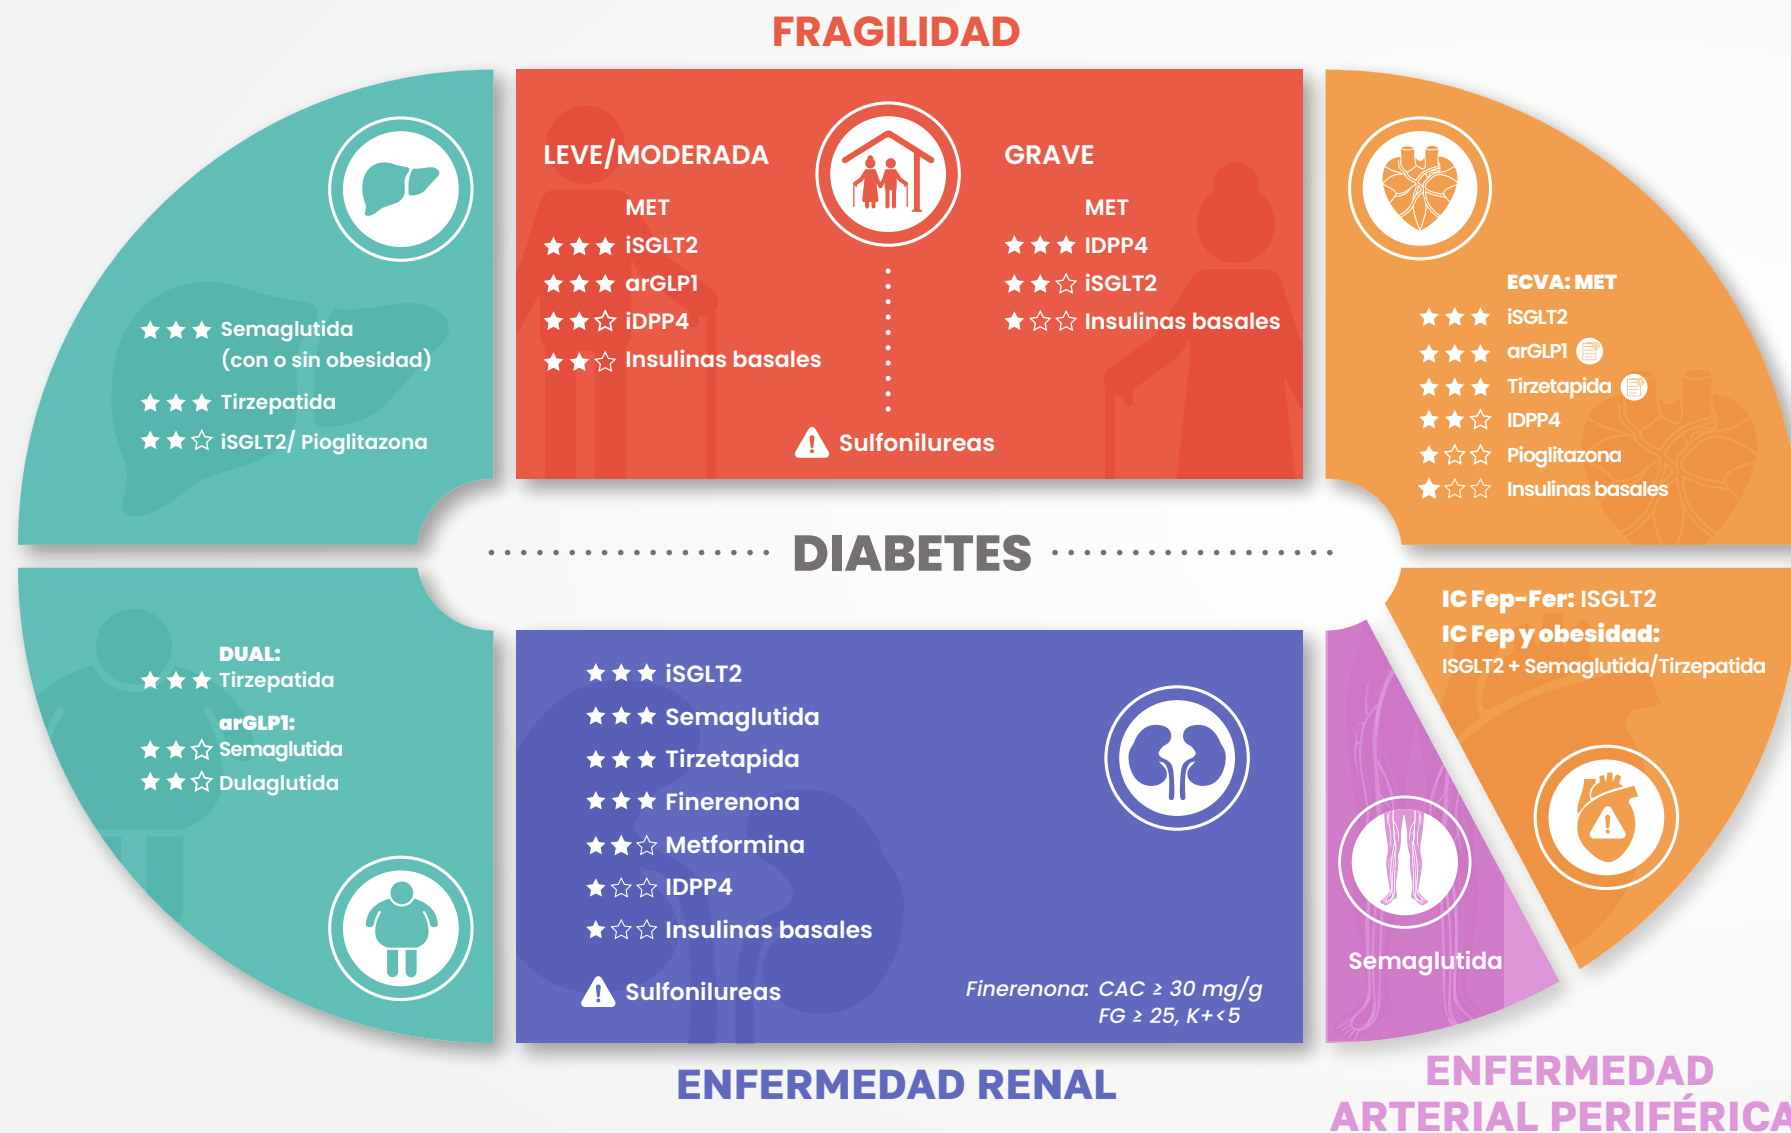 FRAGILIDAD
Semaglutida
(con o sin obesidad)
Tirzepatida
iSGLT2/ Pioglitazona
LEVE/MODERADA
MET
iSGLT2
arGLP1
iDPP4
Insulinas basales
GRAVE
MET
IDPP4
iSGLT2
Insulinas basales
Sulfonilureas
ECVA: MET
iSGLT2
arGLP1
Tirzetapida
IDPP4
Pioglitazona
Insulinas basales
DIABETES
DUAL:
Tirzepatida
arGLP1:
Semaglutida
Dulaglutida
iSGLT2
Semaglutida
Tirzetapida
Finerenona
Metformina
IDPP4
Insulinas basales
Sulfonilureas
Finerenona: CAC ≥ 30 mg/g
FG ≥ 25, K+<5
IC Fep-Fer: ISGLT2
IC Fep y obesidad:
ISGLT2 + Semaglutida/Tirzepatida
Semaglutida
ENFERMEDAD RENAL
ENFERMEDAD
ARTERIAL PERIFÉRICA